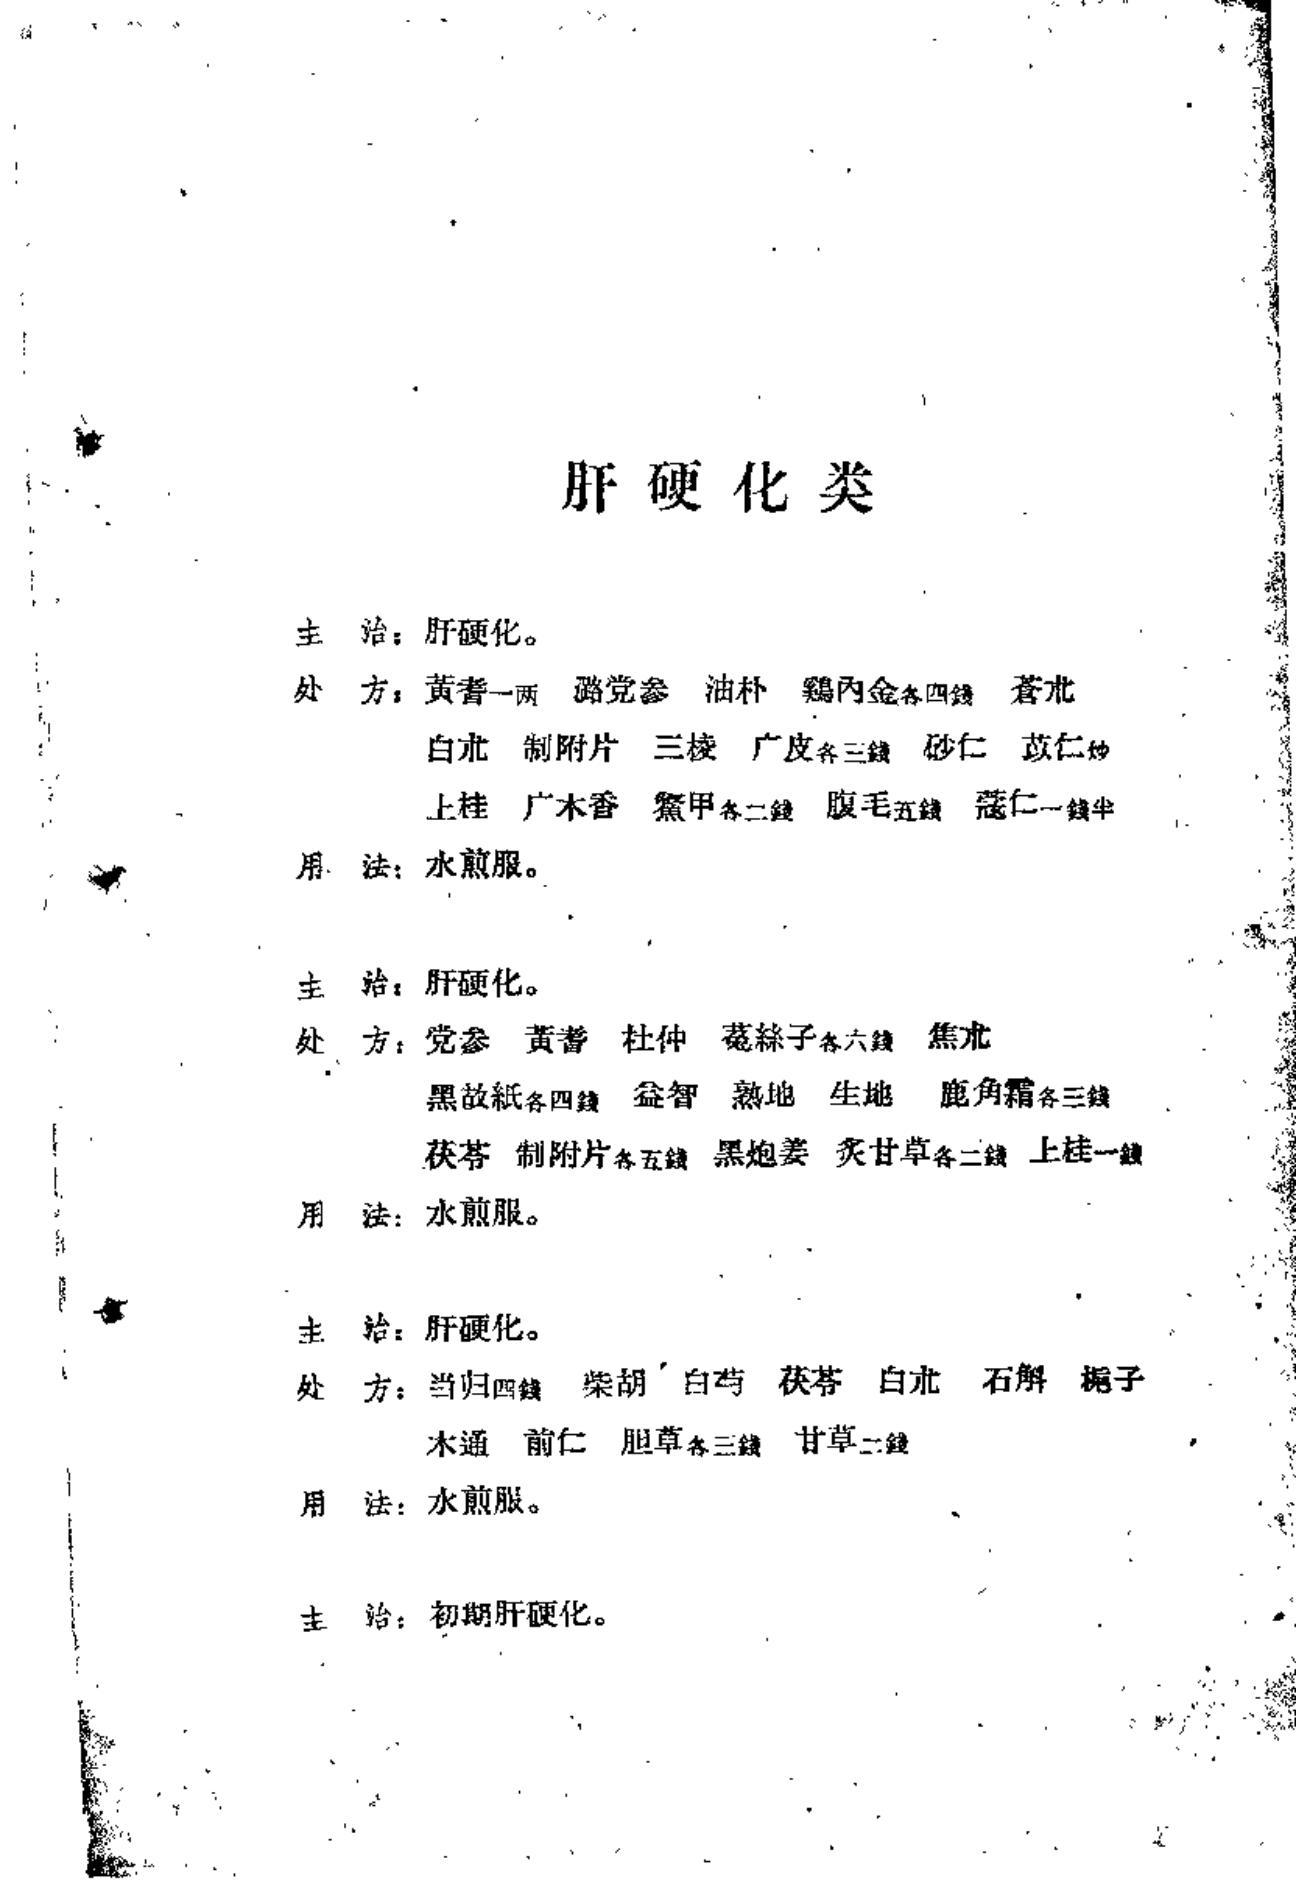 肝硬化类
主　治：肝硬化。
处　方：黃耆一两　潞党参　油朴　鷄內金各四錢　蒼朮
白朮　制附片　三棱　广皮各三錢　砂仁　苡仁炒
上桂　广木香　鱉甲各二錢　腹毛五錢　蔻仁一錢半
用　法：水煎服。
主　治：肝硬化。
处　方：党参　黃耆　杜仲　菟絲子各六錢　焦朮
黑故紙各四錢　益智　熟地　生地　鹿角霜各三錢
茯苓　制附片各五錢　黑炮姜　炙甘草各二錢　上桂一錢
用　法：水煎服。
主　治：肝硬化。
处　方：当归四錢　柴胡　白芍　茯苓　白朮　石斛　梔子
木通　前仁　胆草各三錢　甘草二錢
用　法：水煎服。
主　治：初期肝硬化。